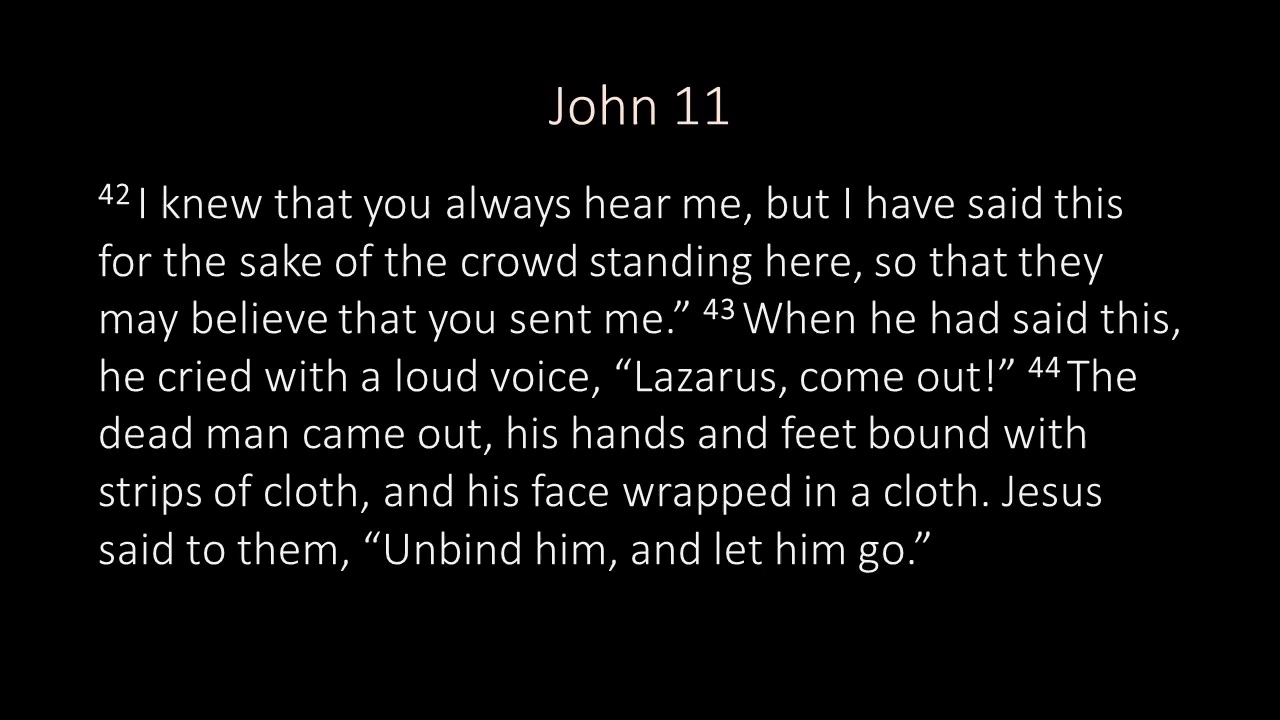 John 11
⁴² I knew that you always hear me, but I have said this
for the sake of the crowd standing here, so that they
may believe that you sent me.” ⁴³ When he had said this,
he cried with a loud voice, “Lazarus, come out!” ⁴⁴ The
dead man came out, his hands and feet bound with
strips of cloth, and his face wrapped in a cloth. Jesus
said to them, “Unbind him, and let him go.”